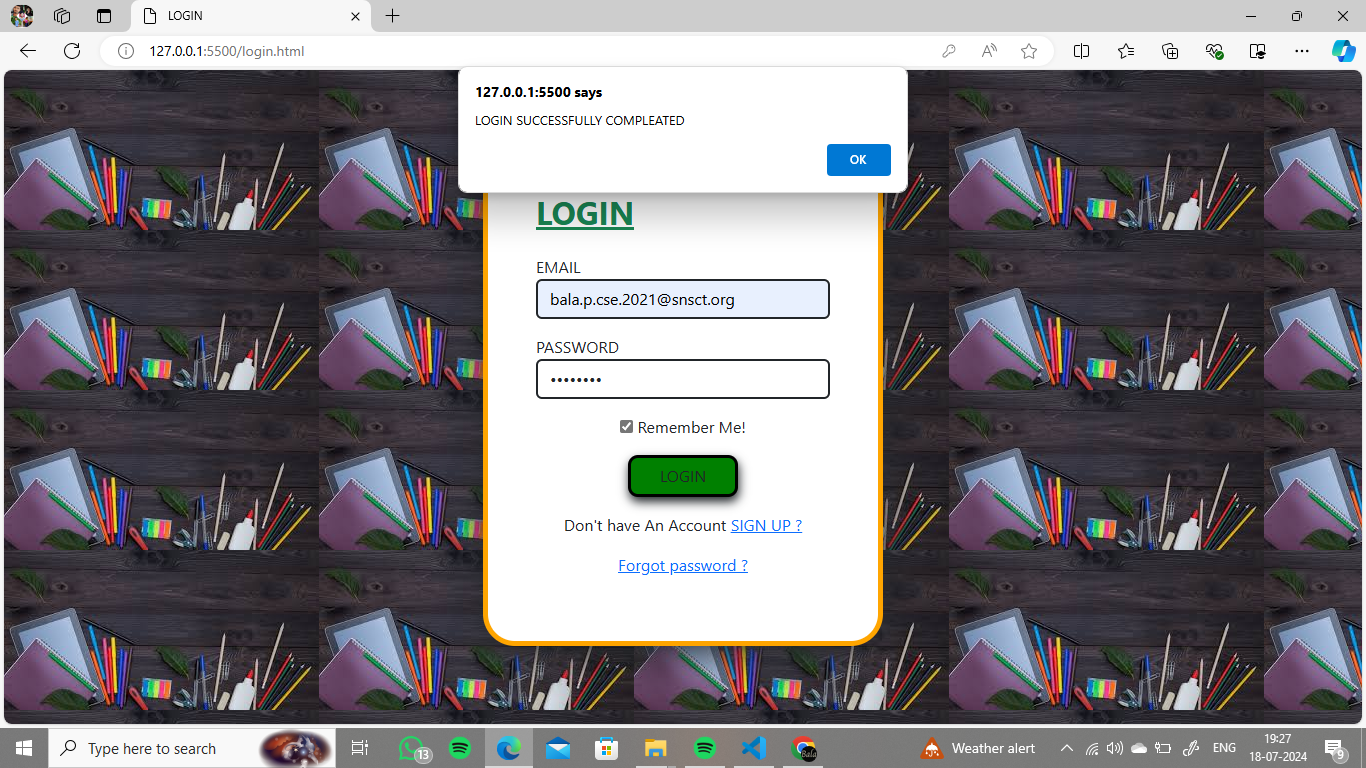 LOGIN
127.0.0.1:5500/login.html
127.0.0.1:5500 says
LOGIN SUCCESSFULLY COMPLEATED
OK
LOGIN
EMAIL
bala.p.cse.2021@snsct.org
PASSWORD
Remember Me!
LOGIN
Don't have An Account SIGN UP ?
Forgot password ?
Type here to search
13
Bala
Weather alert
ENG
19:27
18-07-2024
9